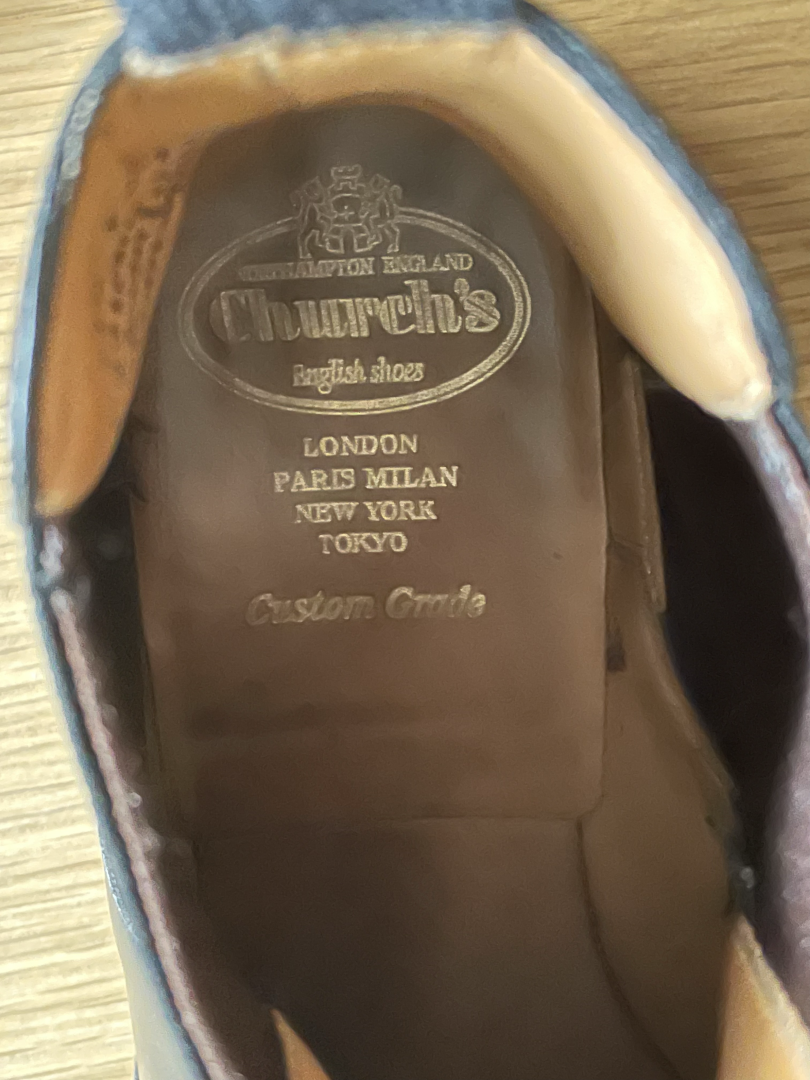 NORTHAMPTON ENGLAND
Church's
English shoes
LONDON
PARIS MILAN
NEW YORK
TOKYO
Custom Grade